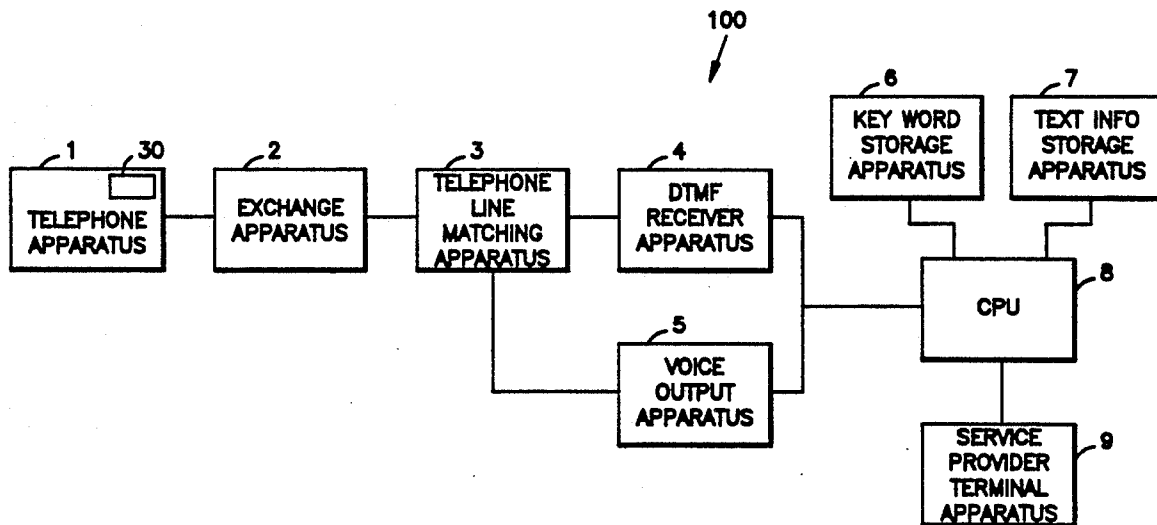 100
1
30
TELEPHONE
APPARATUS
2
EXCHANGE
APPARATUS
3
TELEPHONE
LINE
MATCHING
APPARATUS
4
DTMF
RECEIVER
APPARATUS
5
VOICE
OUTPUT
APPARATUS
6
KEY WORD
STORAGE
APPARATUS
7
TEXT INFO
STORAGE
APPARATUS
8
CPU
9
SERVICE
PROVIDER
TERMINAL
APPARATUS